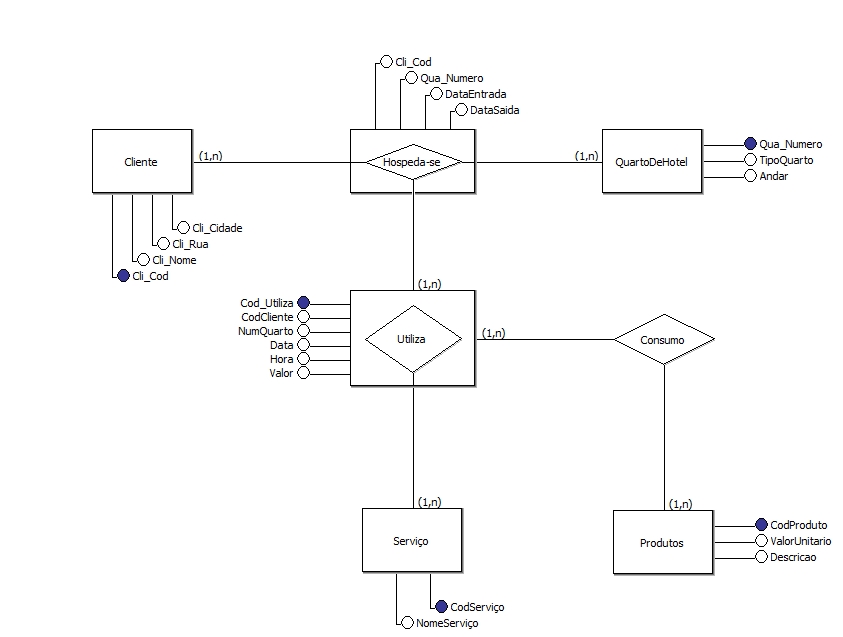 Cli_Cod
Qua_Numero
DataEntrada
DataSaida
Cliente
(1,n)
Hospeda-se
(1,n)
QuartoDeHotel
Qua_Numero
TipoQuarto
Andar
Cli_Cidade
Cli_Rua
Cli_Nome
Cli_Cod
(1,n)
Cod_Utiliza
CodCliente
NumQuarto
Data
Hora
Valor
Utiliza
(1,n)
Consumo
(1,n)
Serviço
CodServiço
NomeServiço
(1,n)
Produtos
CodProduto
ValorUnitario
Descricao